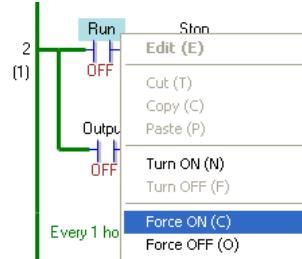 Run Stop
2
(1)
OFF
Outpu
OFF
Every 1 ho
Edit (E)
Cut (T)
Copy (C)
Paste (P)
Turn ON (N)
Turn OFF (F)
Force ON (C)
Force OFF (O)